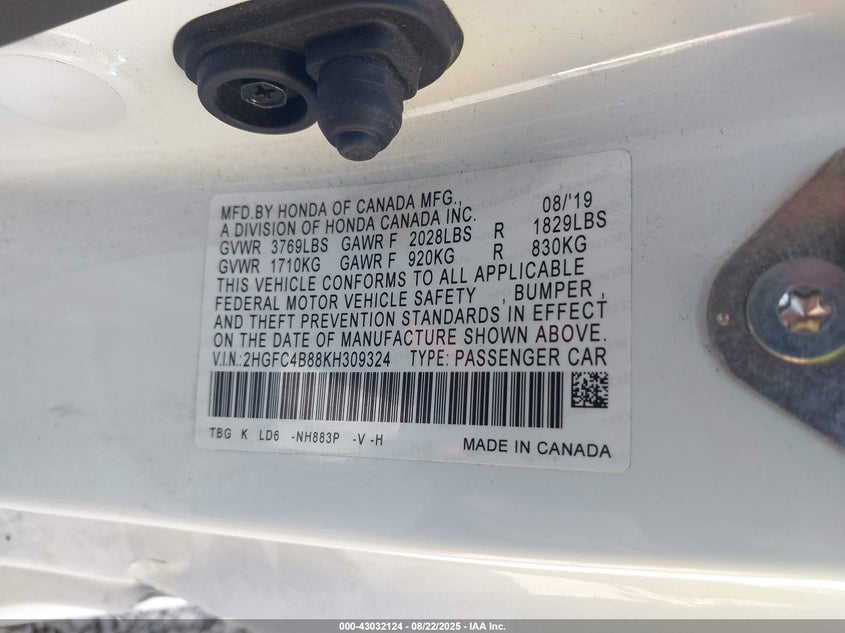 MFD.BY HONDA OF CANADA MFG., 08/'19
A DIVISION OF HONDA CANADA INC.
GVWR 3769LBS GAWR F 2028LBS R 1829LBS
GVWR 1710KG GAWR F 920KG R 830KG
THIS VEHICLE CONFORMS TO ALL APPLICABLE
FEDERAL MOTOR VEHICLE SAFETY , BUMPER ,
AND THEFT PREVENTION STANDARDS IN EFFECT
ON THE DATE OF MANUFACTURE SHOWN ABOVE.
V.I.N.:2HGFC4B88KH309324 TYPE: PASSENGER CAR
TBG K LD6 -NH883P -V -H
MADE IN CANADA
000-43032124 - 08/22/2025 - IAA Inc.